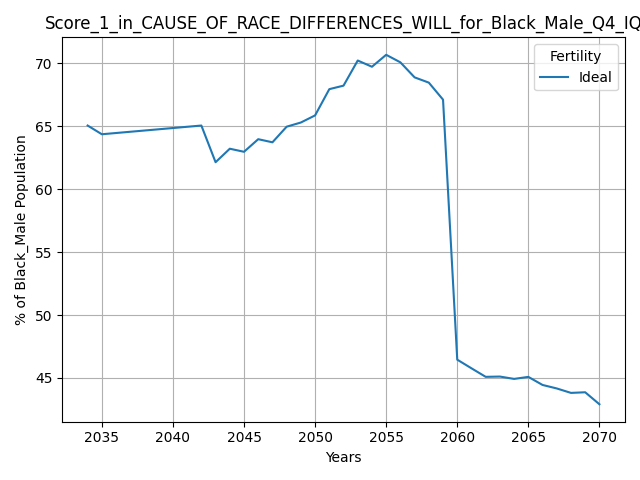 Score_1_in_CAUSE_OF_RACE_DIFFERENCES_WILL_for_Black_Male_Q4_IQ
Fertility
Ideal
% of Black_Male Population
70
65
60
55
50
45
2035 2040 2045 2050 2055 2060 2065 2070
Years